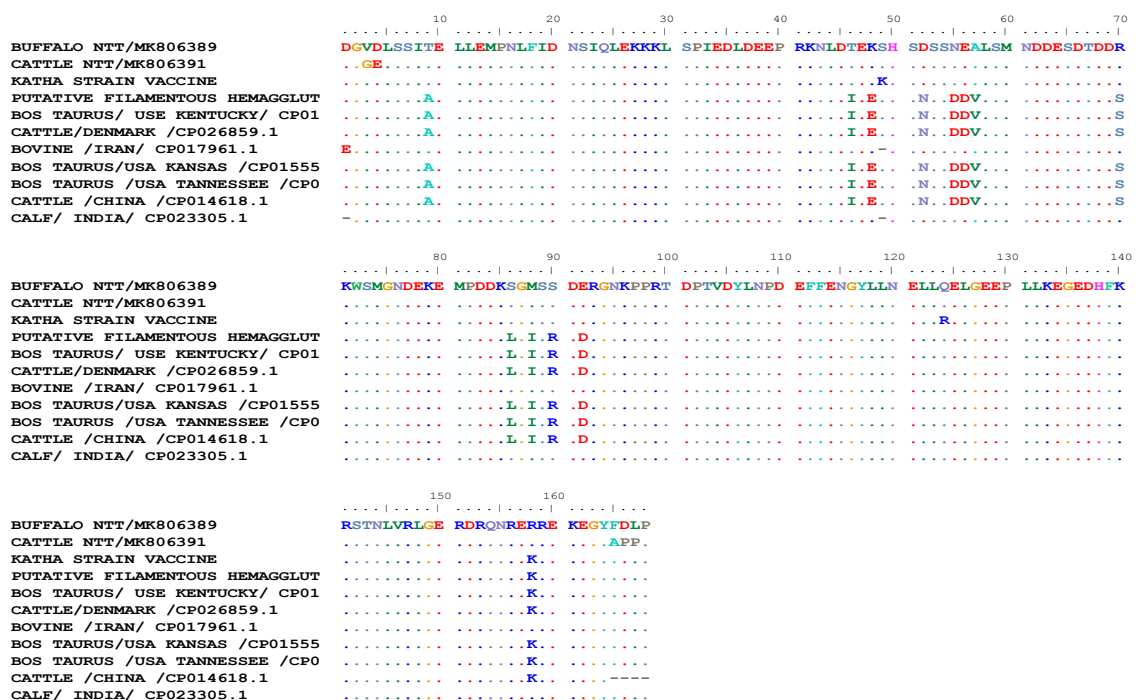 10 20 30 40 50 60 70
BUFFALO NTT/MK806389 DGVDLSSITE LLEMPNLFID NSIQLEKKKL SPIEDLDEEP RKNLDTEKSH SDSSNEALSM NDDESDTDDR
CATTLE NTT/MK806391 ..GE...... .......... .......... .......... .......... .......... ..........
KATHA STRAIN VACCINE .......... .......... .......... .......... ........K. .......... ..........
PUTATIVE FILAMENTOUS HEMAGGLUT ........A. .......... .......... .......... .....I.E.. .N..DDV... .........S
BOS TAURUS/ USE KENTUCKY/ CP01 ........A. .......... .......... .......... .....I.E.. .N..DDV... .........S
CATTLE/DENMARK /CP026859.1 ........A. .......... .......... .......... .....I.E.. .N..DDV... .........S
BOVINE /IRAN/ CP017961.1 E......... .......... .......... .......... ........-. .......... ..........
BOS TAURUS/USA KANSAS /CP01555 ........A. .......... .......... .......... .....I.E.. .N..DDV... .........S
BOS TAURUS /USA TANNESSEE /CP0 ........A. .......... .......... .......... .....I.E.. .N..DDV... .........S
CATTLE /CHINA /CP014618.1 ........A. .......... .......... .......... .....I.E.. .N..DDV... .........S
CALF/ INDIA/ CP023305.1 -......... .......... .......... .......... ........-. .......... ..........
80 90 100 110 120 130 140
BUFFALO NTT/MK806389 KWSMGNDEKE MPDDKSGMSS DERGNKPPRT DPTVDYLNPD EFFENGYLLN ELLQELGEEP LLKEGEDHFK
CATTLE NTT/MK806391 .......... .......... .......... .......... .......... .......... ..........
KATHA STRAIN VACCINE .......... .......... .......... .......... .......... ...R...... ..........
PUTATIVE FILAMENTOUS HEMAGGLUT .......... .....L.I.R .D........ .......... .......... .......... ..........
BOS TAURUS/ USE KENTUCKY/ CP01 .......... .....L.I.R .D........ .......... .......... .......... ..........
CATTLE/DENMARK /CP026859.1 .......... .....L.I.R .D........ .......... .......... .......... ..........
BOVINE /IRAN/ CP017961.1 .......... .......... .......... .......... .......... .......... ..........
BOS TAURUS/USA KANSAS /CP01555 .......... .....L.I.R .D........ .......... .......... .......... ..........
BOS TAURUS /USA TANNESSEE /CP0 .......... .....L.I.R .D........ .......... .......... .......... ..........
CATTLE /CHINA /CP014618.1 .......... .....L.I.R .D........ .......... .......... .......... ..........
CALF/ INDIA/ CP023305.1 .......... .......... .......... .......... .......... .......... ..........
150 160
BUFFALO NTT/MK806389 RSTNLVRLGE RDRQNRERRE KEGYFDLP
CATTLE NTT/MK806391 .......... .......... ....APP.
KATHA STRAIN VACCINE .......... .......K.. ........
PUTATIVE FILAMENTOUS HEMAGGLUT .......... .......K.. ........
BOS TAURUS/ USE KENTUCKY/ CP01 .......... .......K.. ........
CATTLE/DENMARK /CP026859.1 .......... .......K.. ........
BOVINE /IRAN/ CP017961.1 .......... .......... ........
BOS TAURUS/USA KANSAS /CP01555 .......... .......K.. ........
BOS TAURUS /USA TANNESSEE /CP0 .......... .......K.. ........
CATTLE /CHINA /CP014618.1 .......... .......K.. ....----
CALF/ INDIA/ CP023305.1 .......... .......... ........